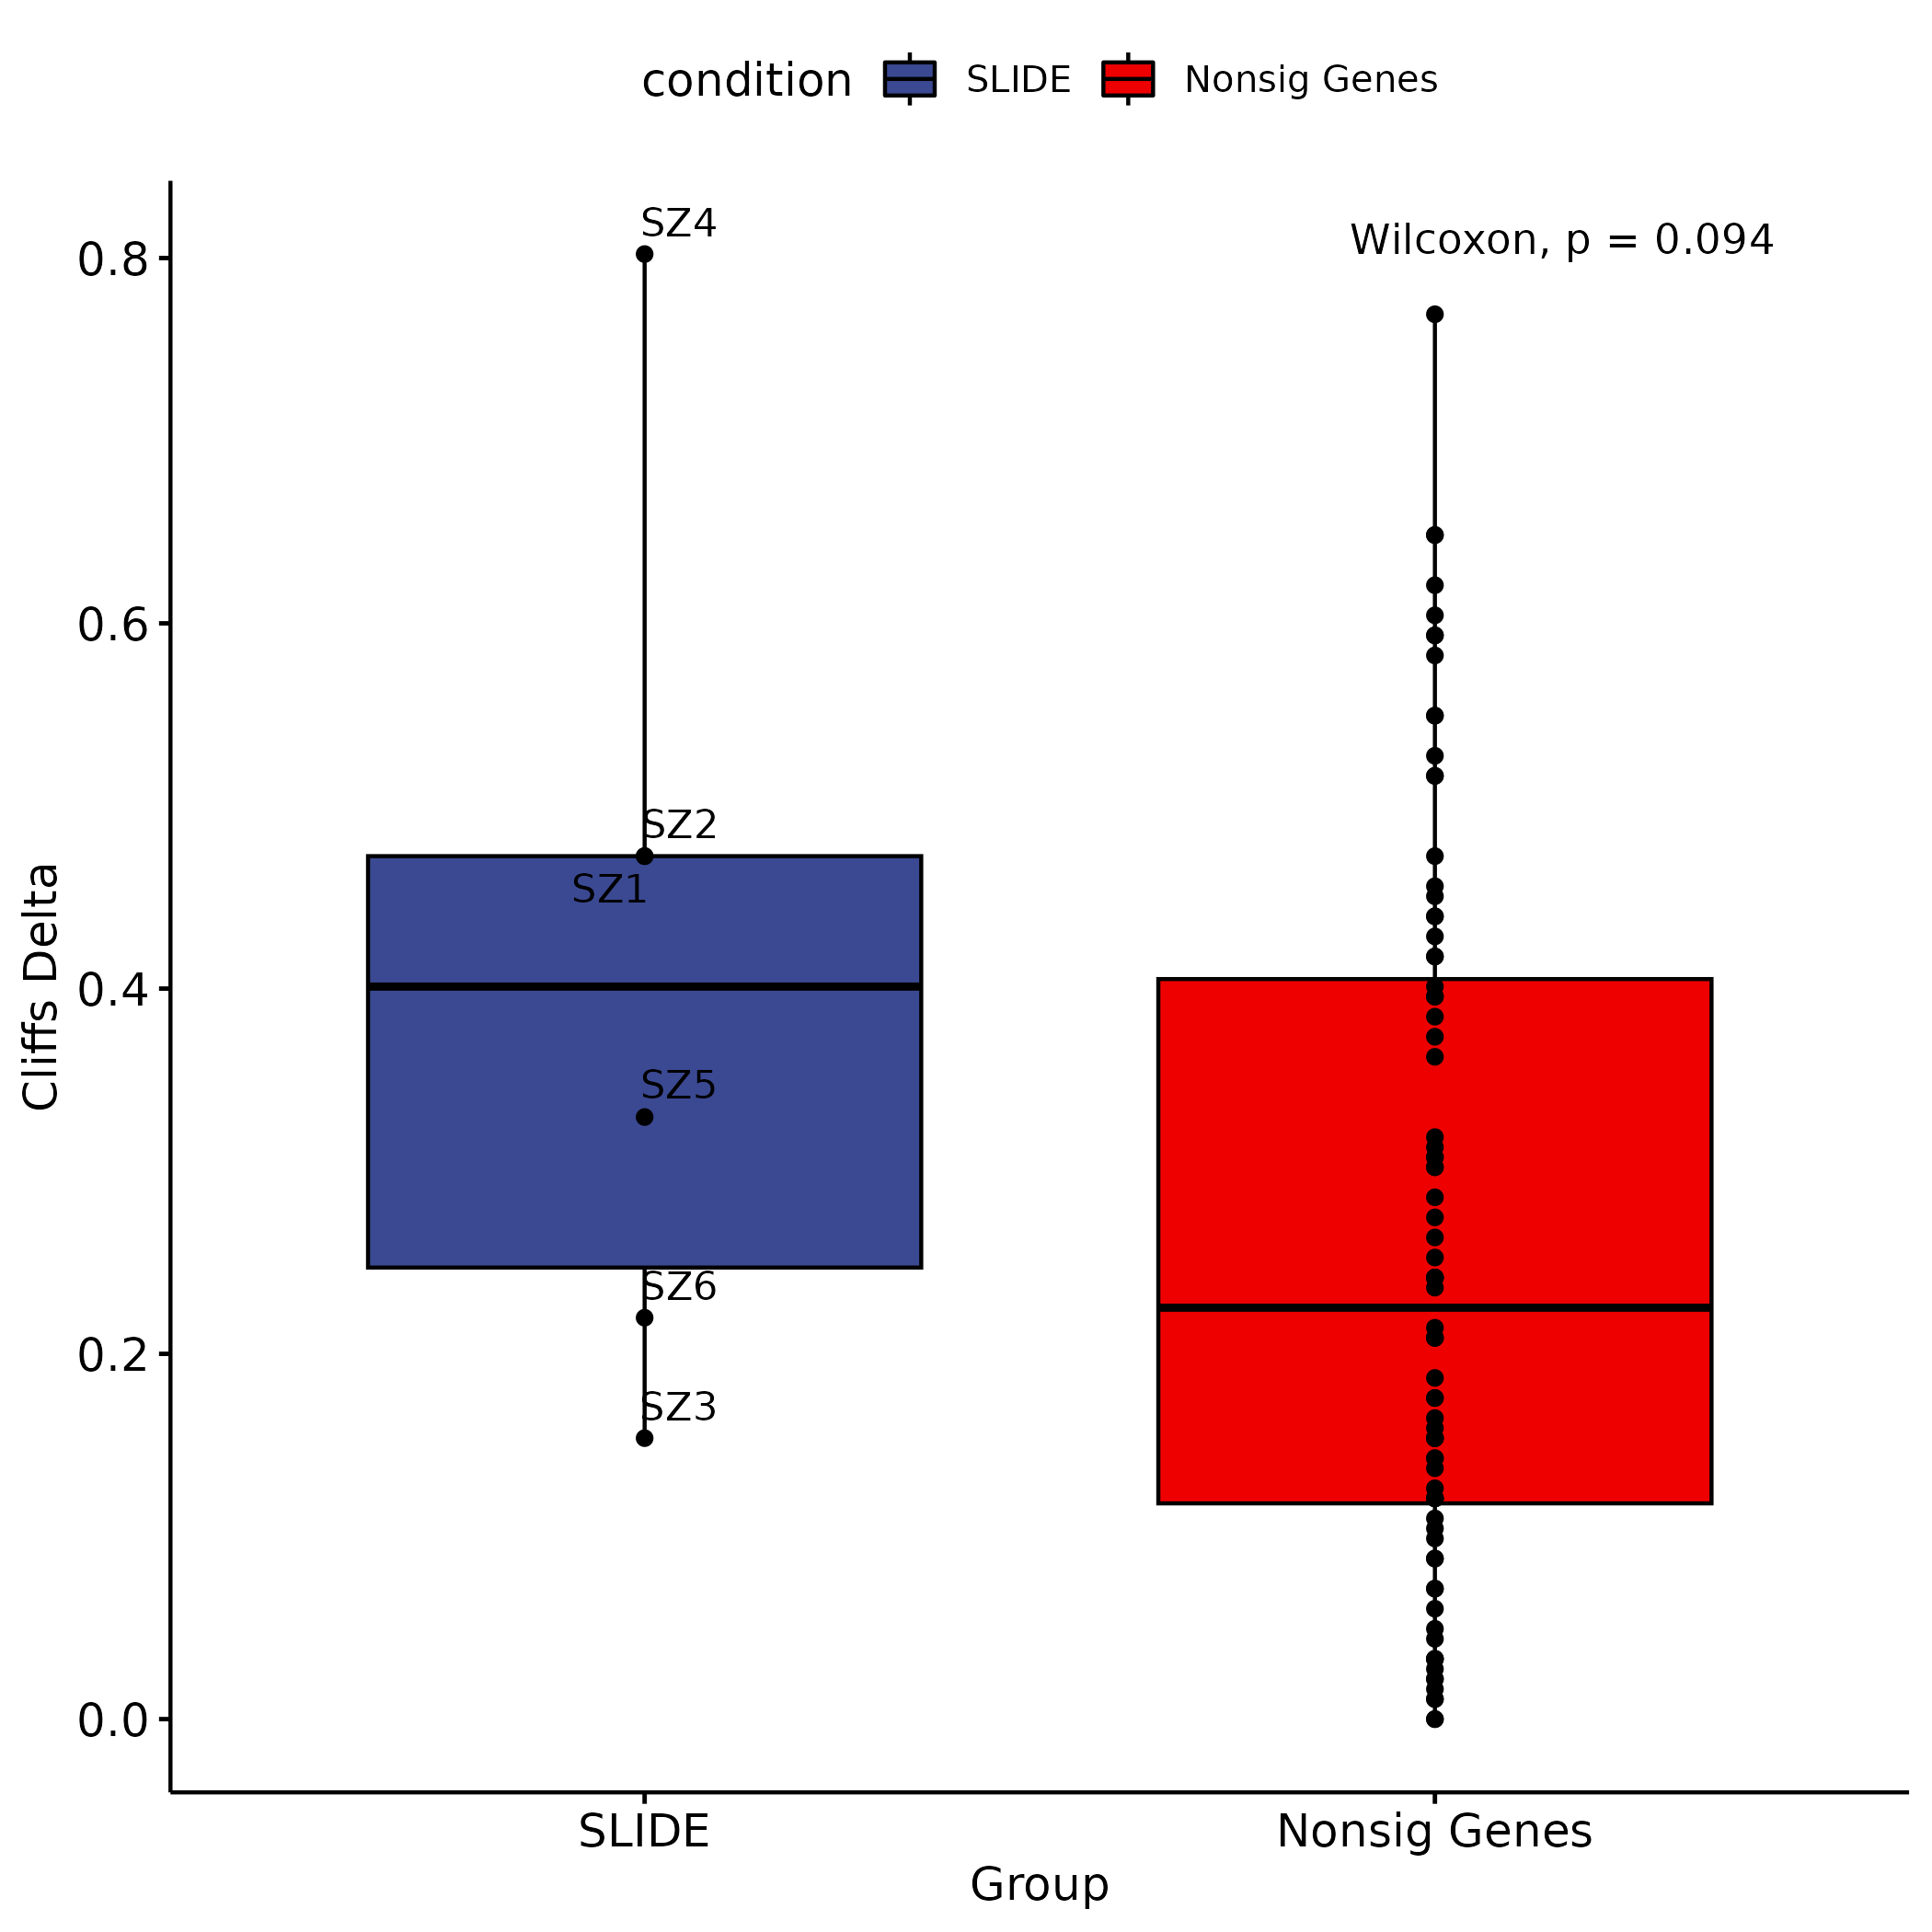 condition SLIDE Nonsig Genes
Wilcoxon, p = 0.094
SZ4
SZ2
SZ1
SZ5
SZ6
SZ3
Cliffs Delta
0.8
0.6
0.4
0.2
0.0
SLIDE Nonsig Genes
Group